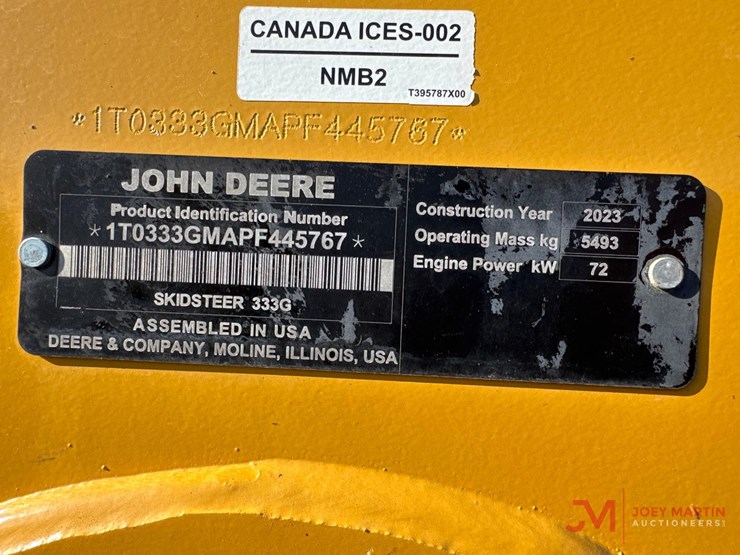 CANADA ICES-002
NMB2
T395787X00
*1T0333GMAPF445767*
JOHN DEERE
Product Identification Number
*1T0333GMAPF445767*
SKIDSTEER 333G
ASSEMBLED IN USA
DEERE & COMPANY, MOLINE, ILLINOIS, USA
Construction Year 2023
Operating Mass kg 5493
Engine Power kW 72
JM JOEY MARTIN
AUCTIONEERS